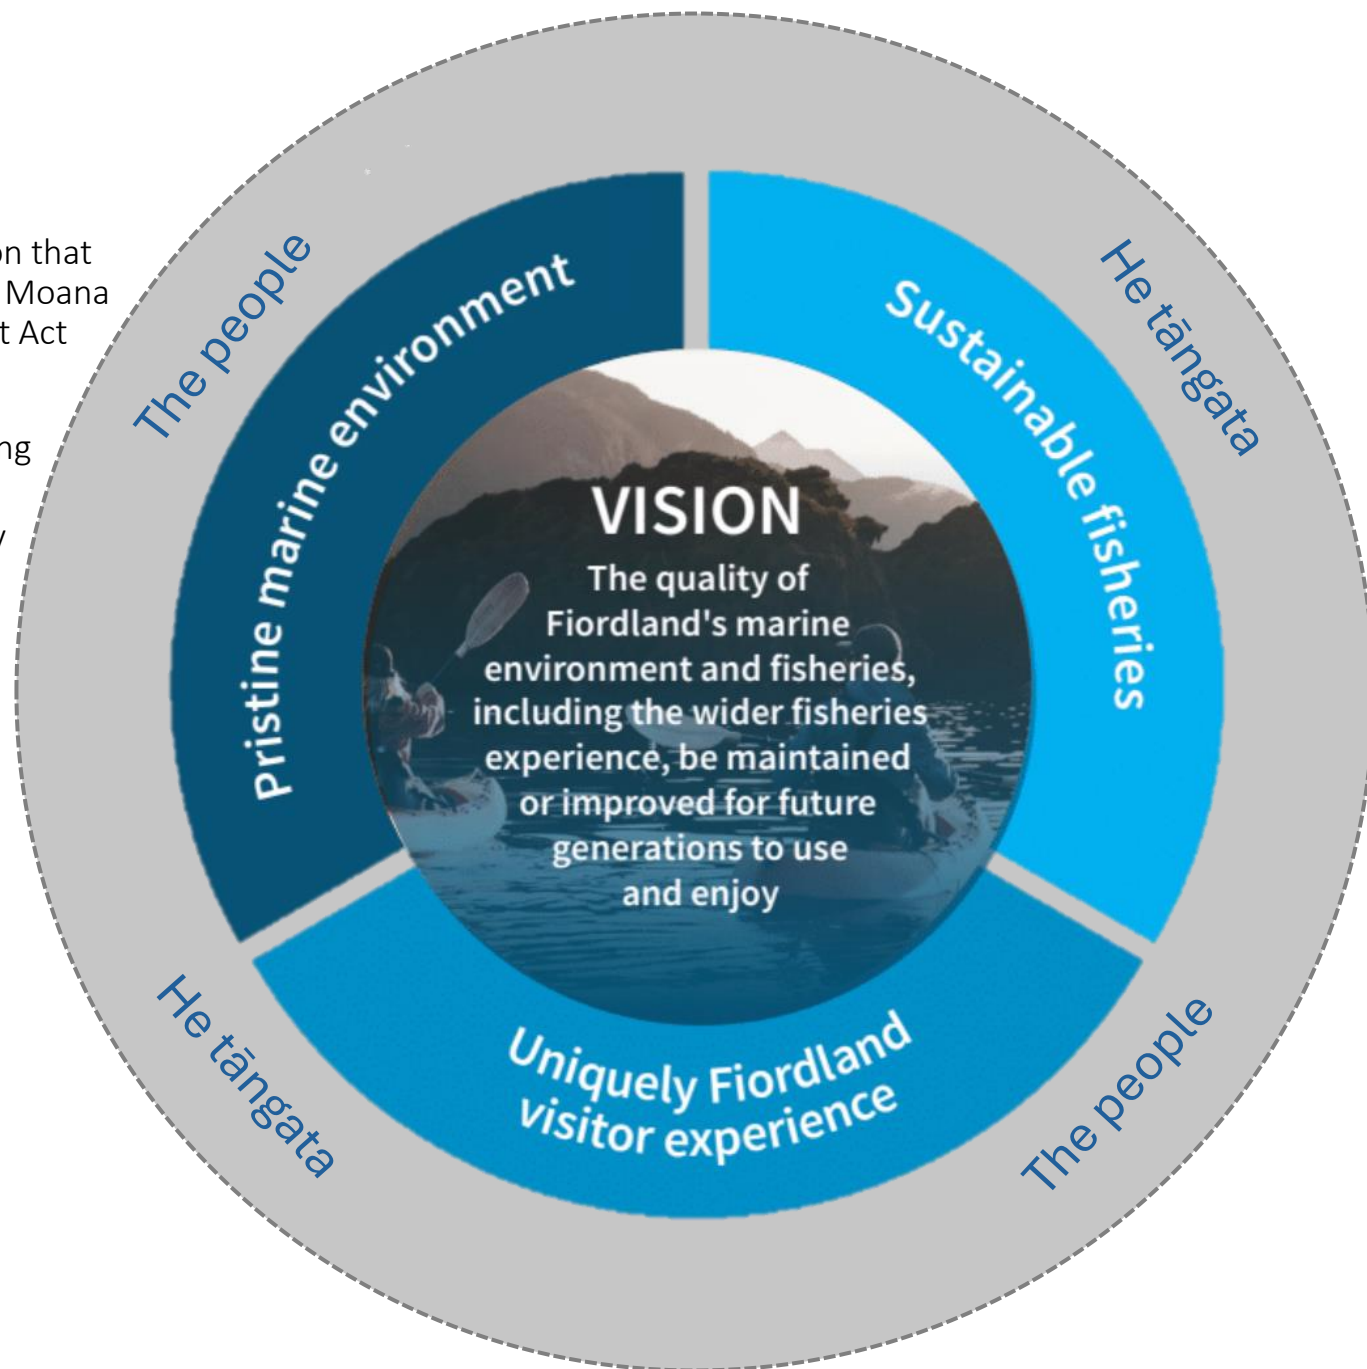 on that
Moana
t Act
ng
The people
He tāngata
Pristine marine environment
Sustainable fisheries
VISION
The quality of
Fiordland's marine
environment and fisheries,
including the wider fisheries
experience, be maintained
or improved for future
generations to use
and enjoy
Uniquely Fiordland
visitor experience
He tāngata
The people